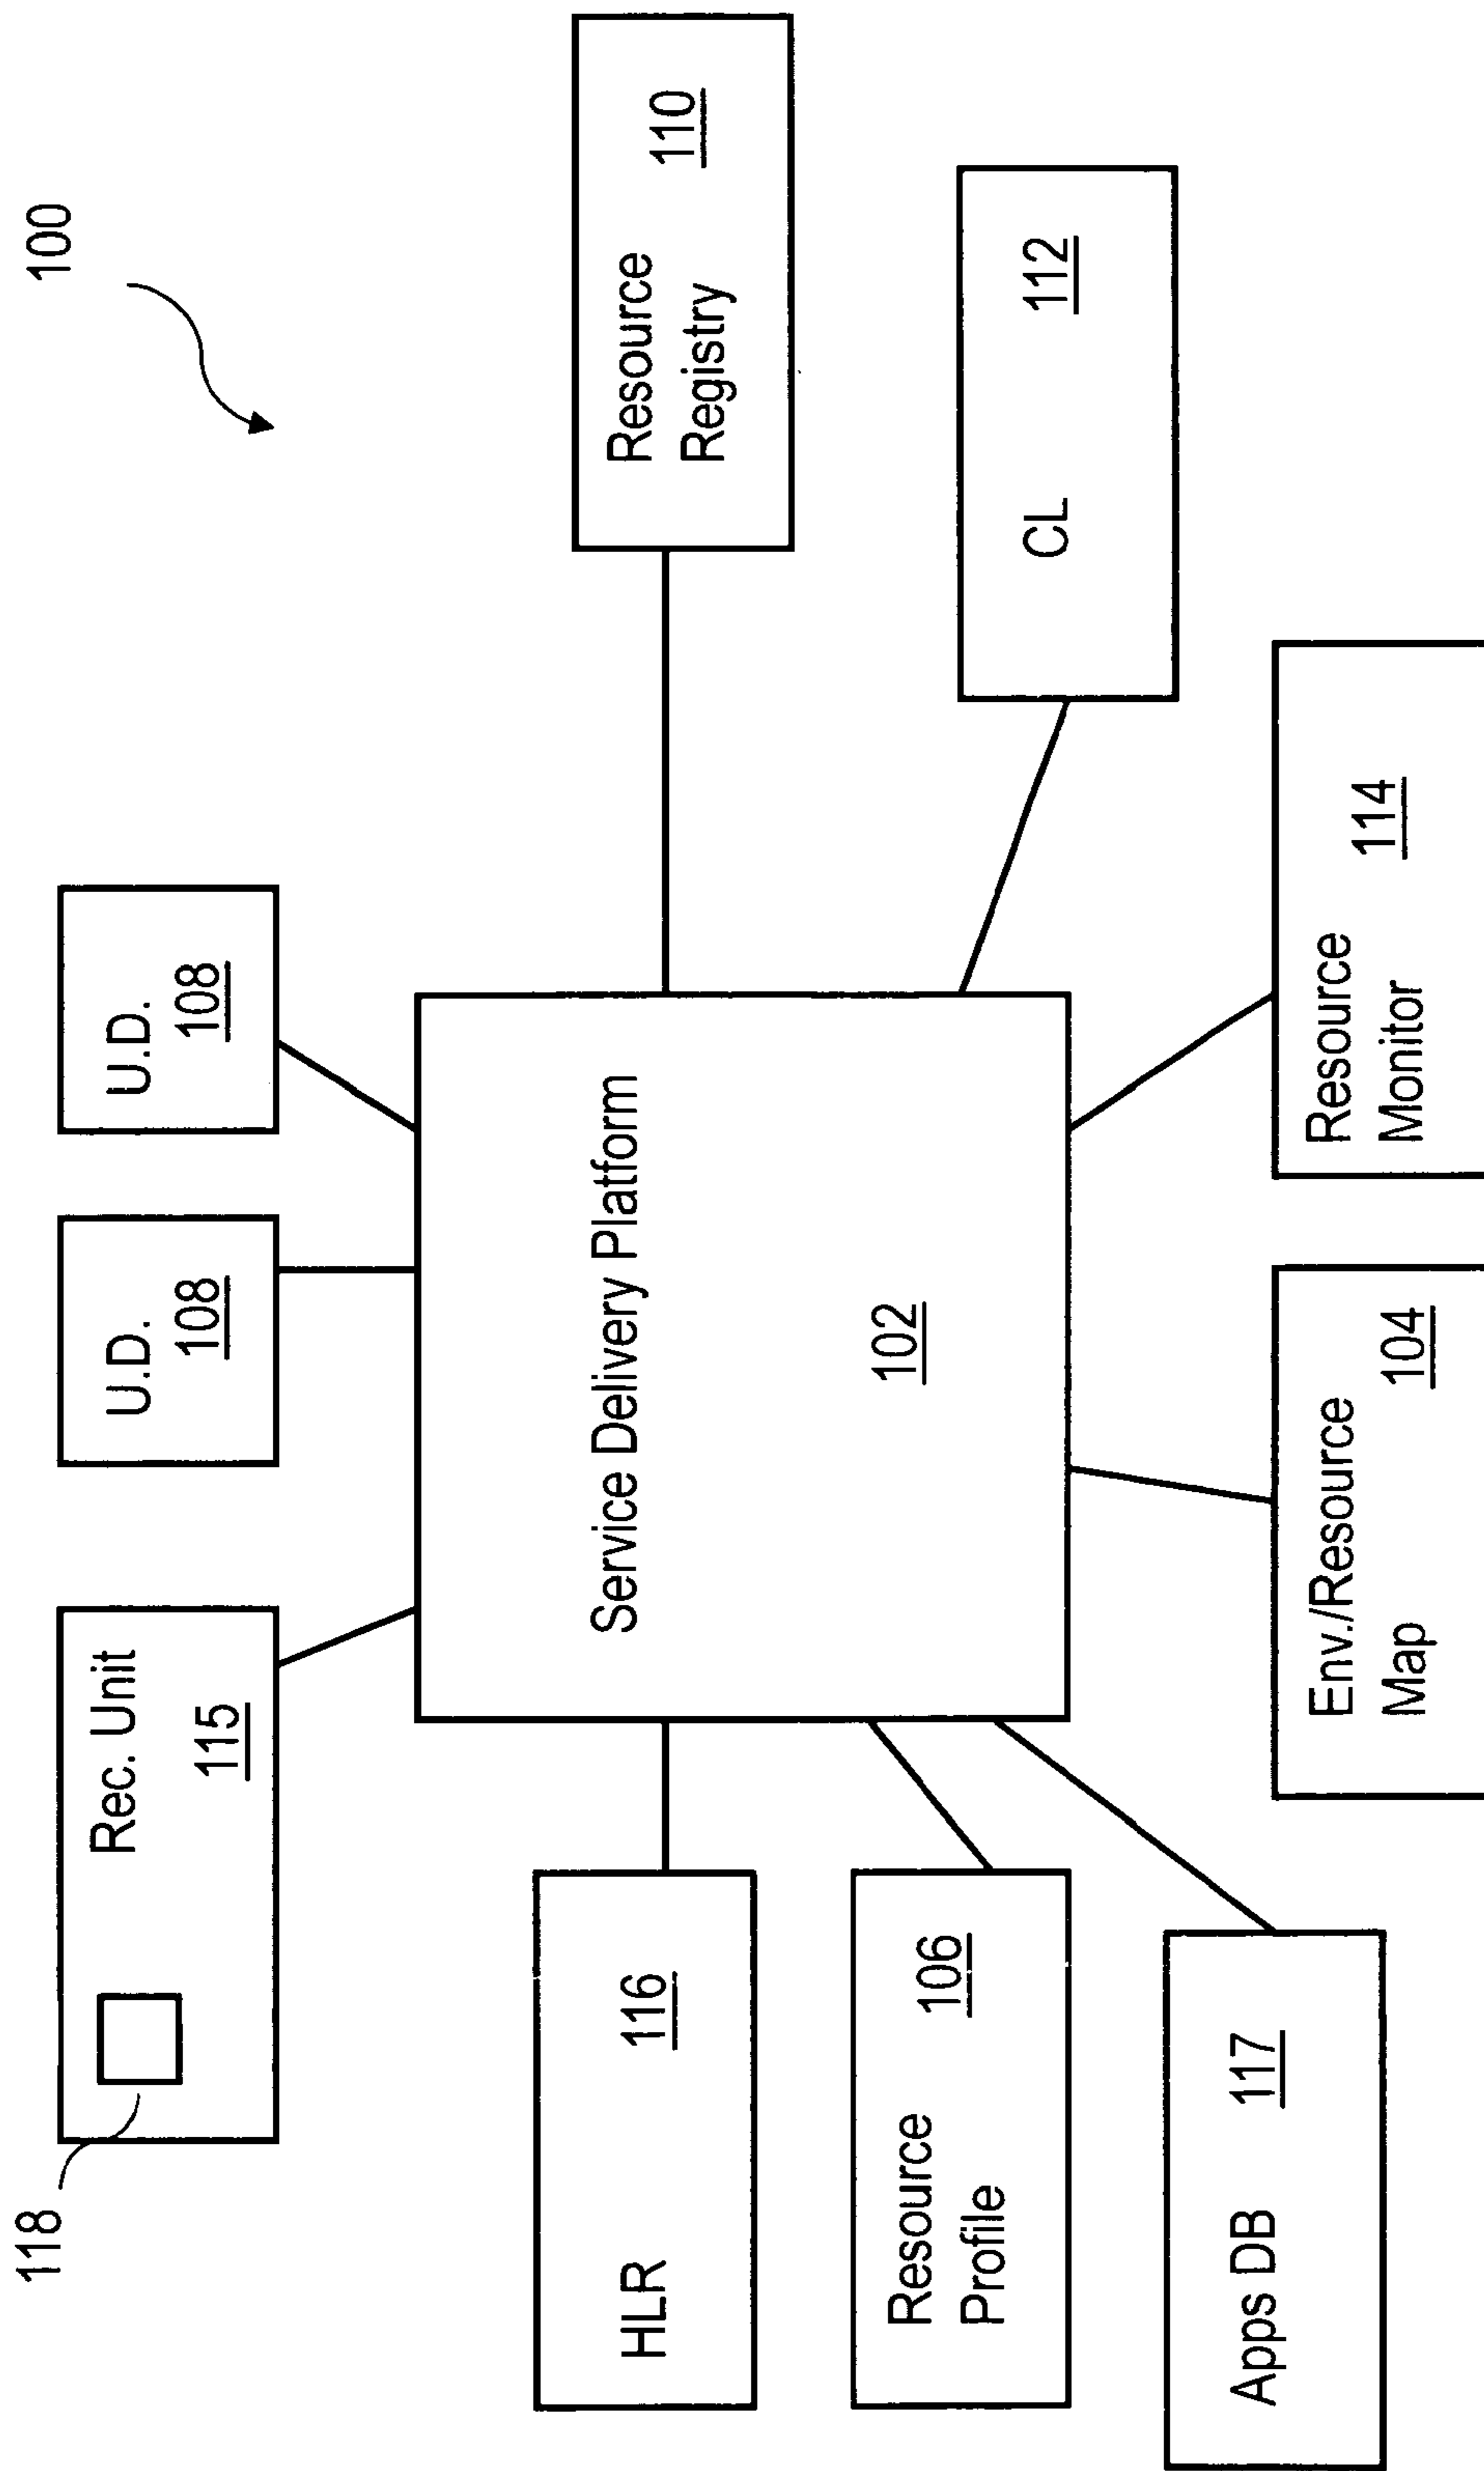 100
118
Rec. Unit
115
U.D.
108
U.D.
108
HLR
116
Service Delivery Platform
102
Resource
Registry
110
Resource
Profile
106
CL
112
Apps DB
117
Env./Resource
Map
104
Resource
Monitor
114